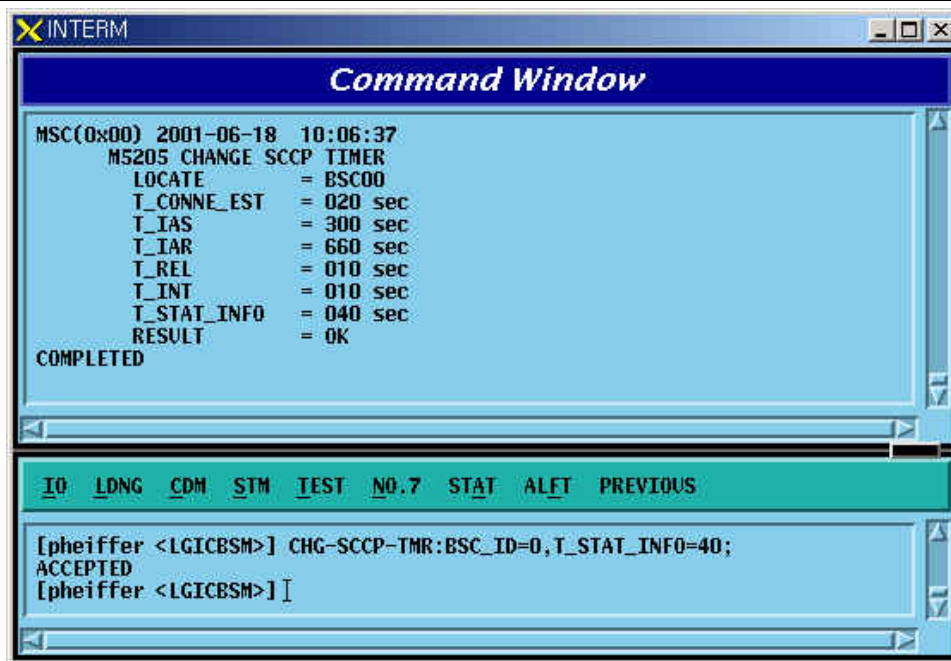 INTERM
Command Window
MSC(0x00) 2001-06-18 10:06:37
M5205 CHANGE SCCP TIMER
LOCATE = BSC00
T_CONNE_EST = 020 sec
T_IAS = 300 sec
T_IAR = 660 sec
T_REL = 010 sec
T_INT = 010 sec
T_STAT_INFO = 040 sec
RESULT = OK
COMPLETED
IO LDNG CDM STM TEST NO.7 STAT ALFT PREVIOUS
[pheiffer <LGICBSM>] CHG-SCCP-TMR:BSC_ID=0,T_STAT_INFO=40;
ACCEPTED
[pheiffer <LGICBSM>]